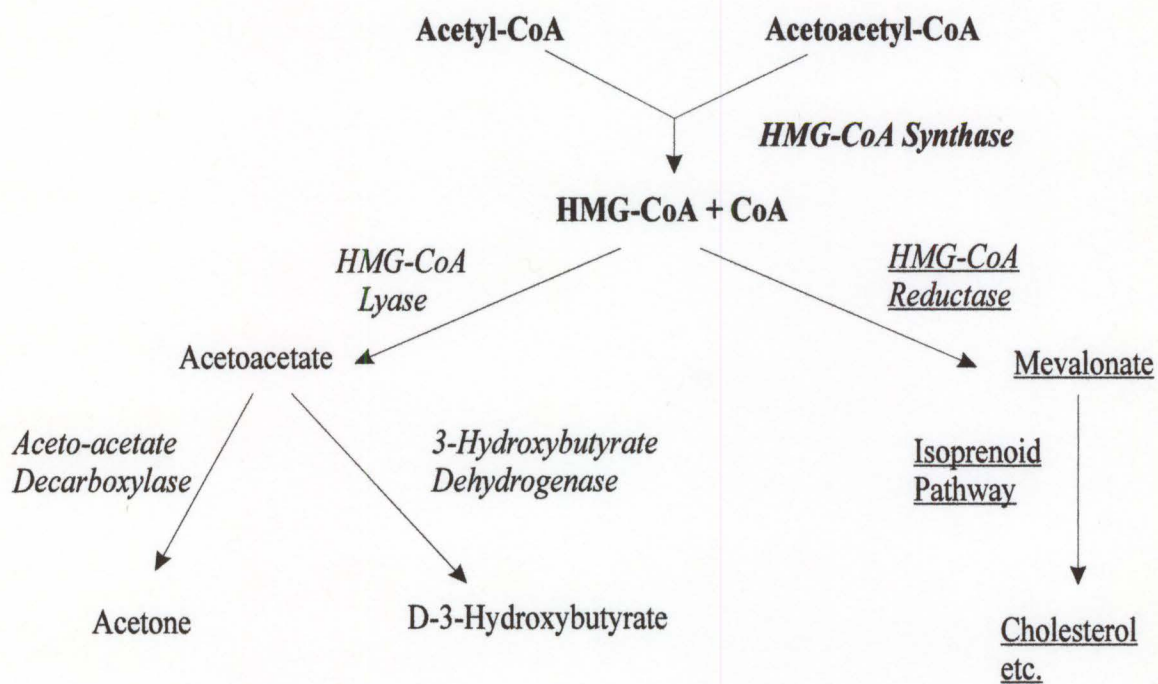 Acetyl-CoA
Acetoacetyl-CoA
HMG-CoA Synthase
HMG-CoA + CoA
HMG-CoA
Lyase
HMG-CoA
Reductase
Acetoacetate
Mevalonate
Aceto-acetate
Decarboxylase
3-Hydroxybutyrate
Dehydrogenase
Isoprenoid
Pathway
Acetone
D-3-Hydroxybutyrate
Cholesterol
etc.